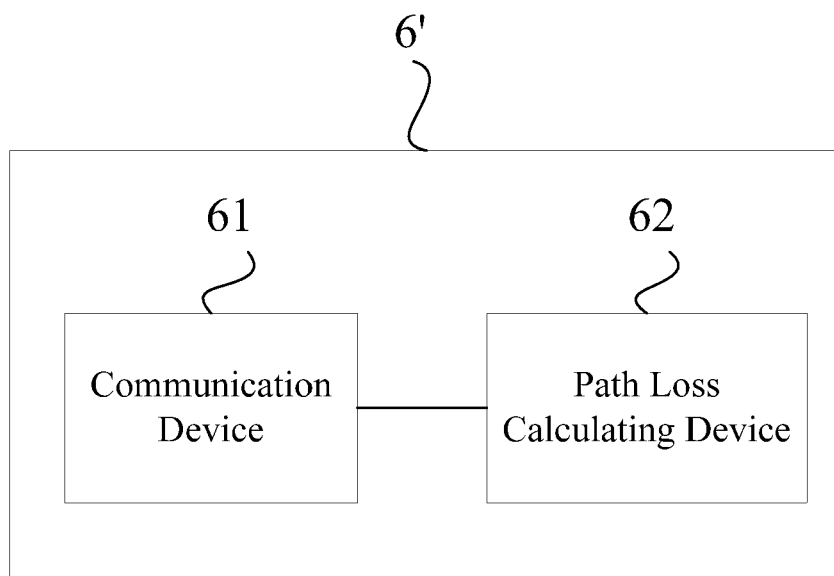 6'
61
62
Communication
Device
Path Loss
Calculating Device